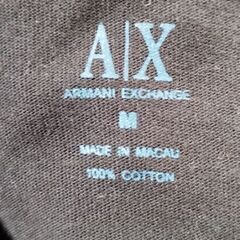 A|X
ARMANI EXCHANGE
M
MADE IN MACAU
100% COTTON